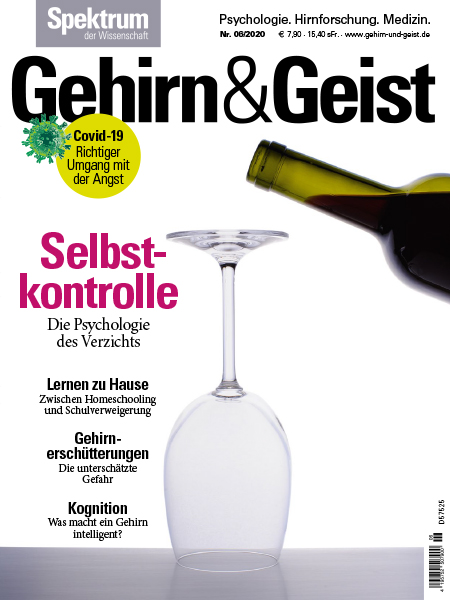 Spektrum
der Wissenschaft
Psychologie. Hirnforschung. Medizin.
Nr. 06/2020 € 7,90 · 15,40 sFr. · www.gehirn-und-geist.de
Gehirn&Geist
Covid-19
Richtiger
Umgang mit
der Angst
Selbst-
kontrolle
Die Psychologie
des Verzichts
Lernen zu Hause
Zwischen Homeschooling
und Schulverweigerung
Gehirn-
erschütterungen
Die unterschätzte
Gefahr
Kognition
Was macht ein Gehirn
intelligent?
D57525
06